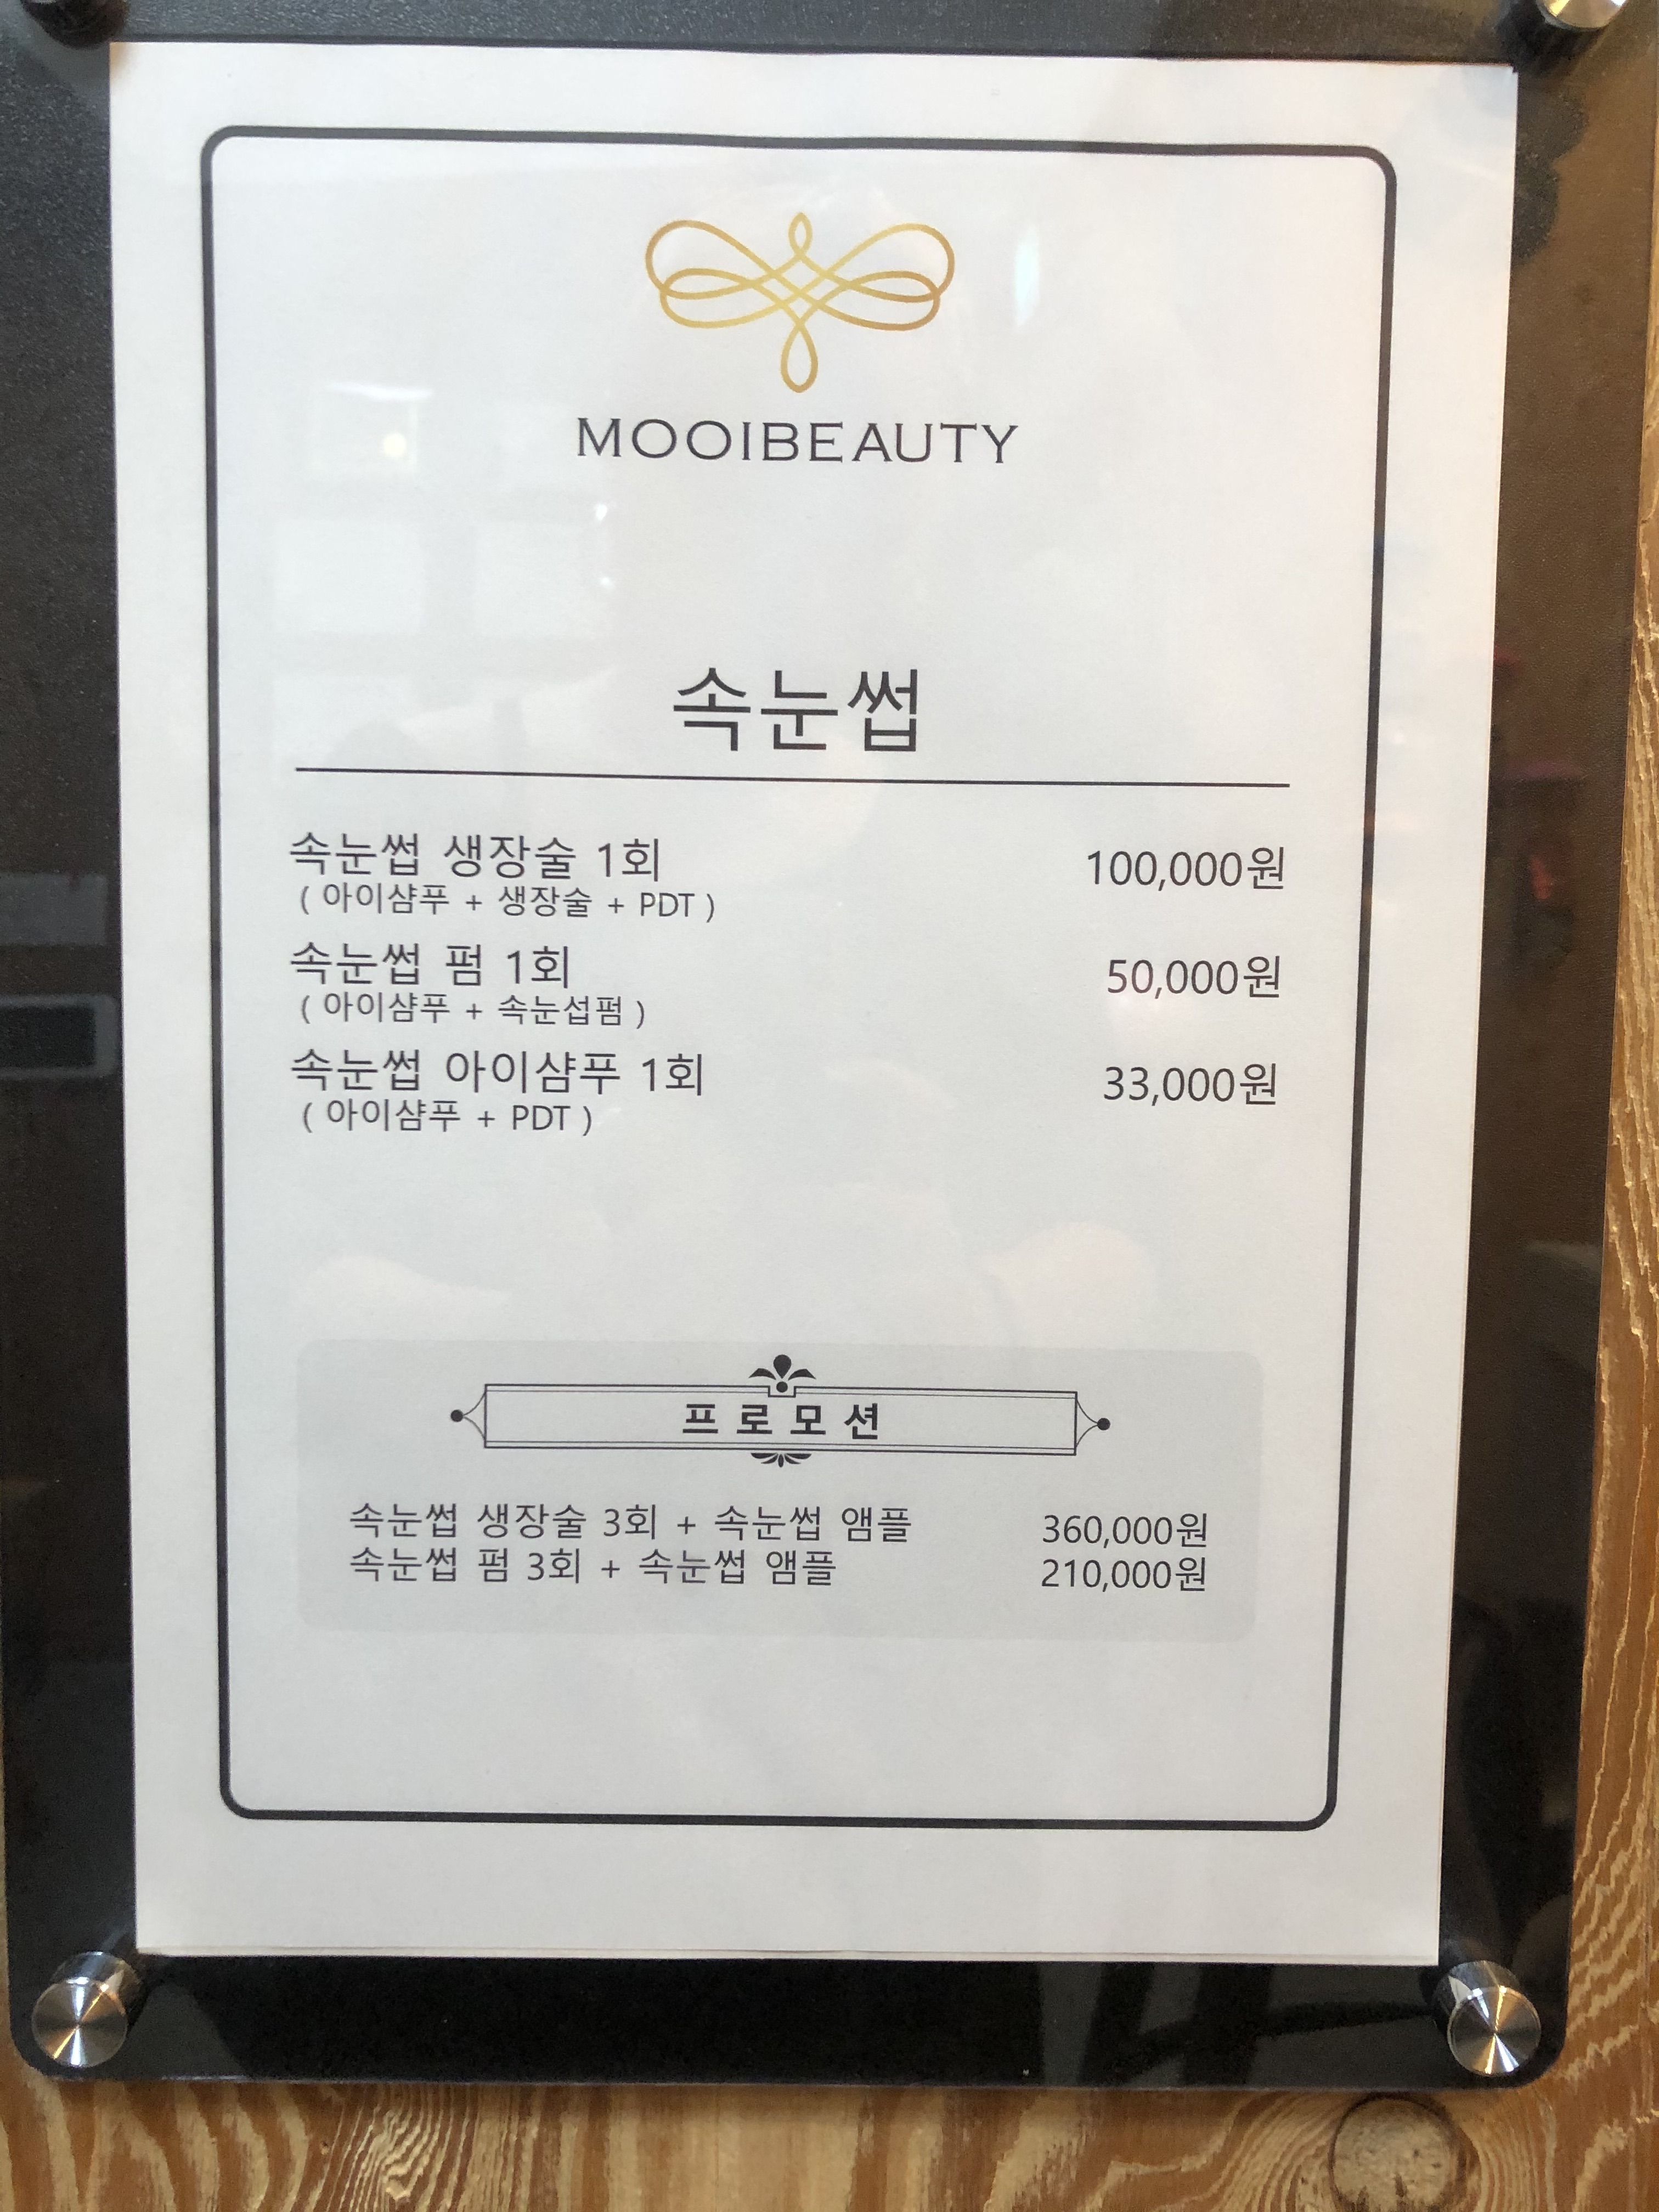 MOOIBEAUTY
속눈썹
속눈썹 생장술 1회 100,000원
( 아이샴푸 + 생장술 + PDT )
속눈썹 펌 1회 50,000원
( 아이샴푸 + 속눈섭펌 )
속눈썹 아이샴푸 1회 33,000원
( 아이샴푸 + PDT )
프로모션
속눈썹 생장술 3회 + 속눈썹 앰플 360,000원
속눈썹 펌 3회 + 속눈썹 앰플 210,000원